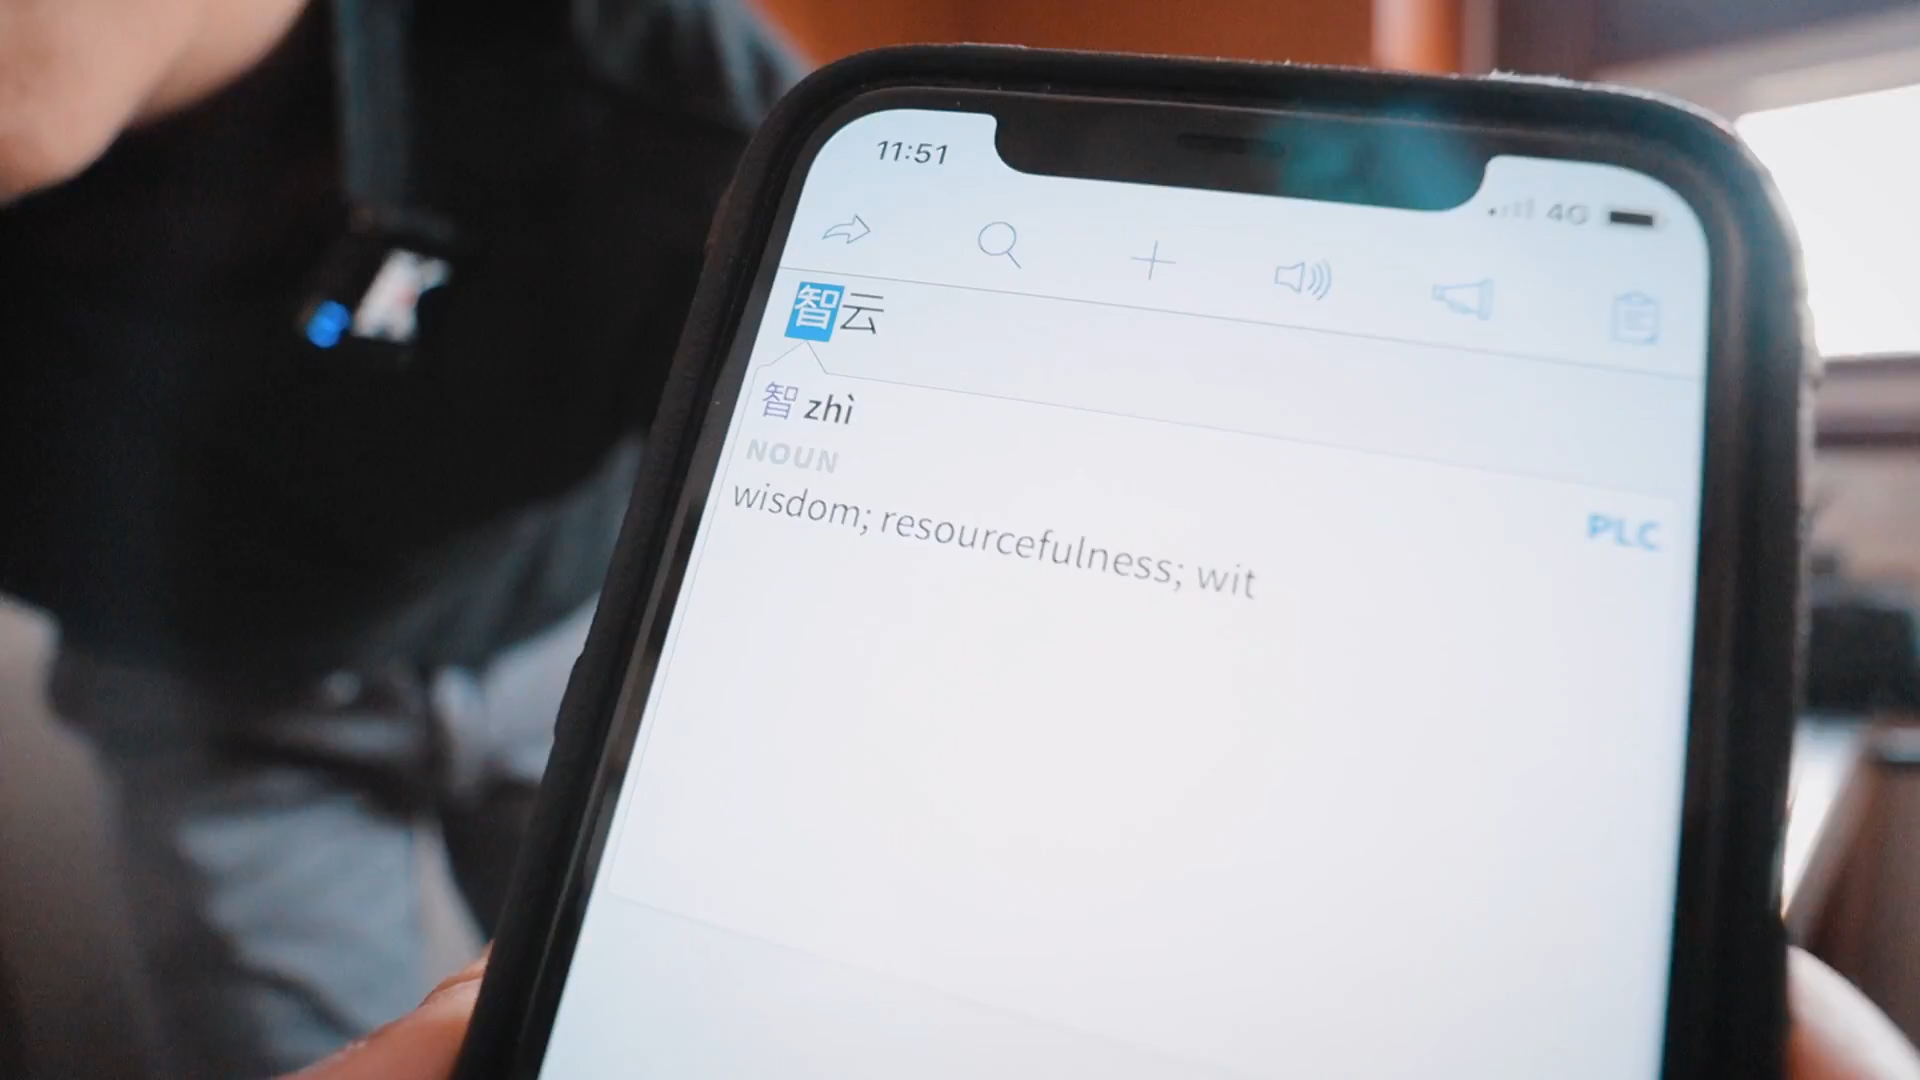 11:51
4G
智云
智 zhì
NOUN
PLC
wisdom; resourcefulness; wit